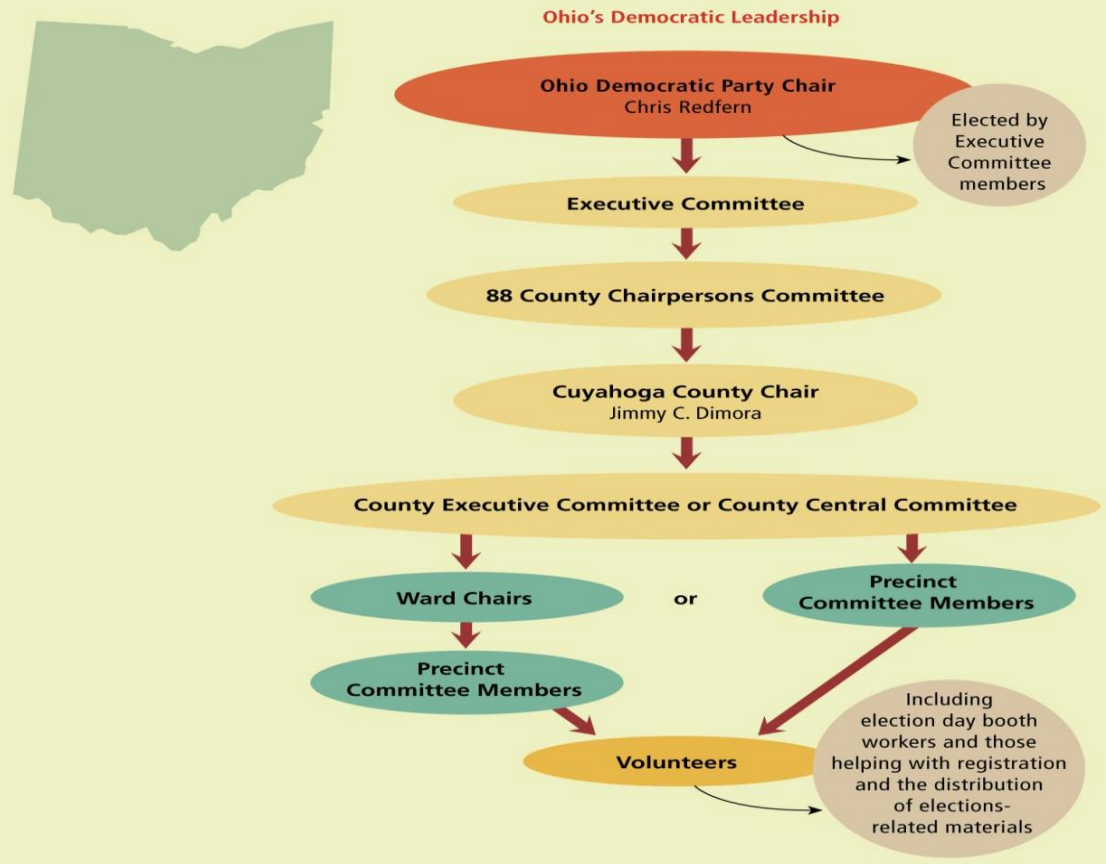 Ohio's Democratic Leadership
Ohio Democratic Party Chair
Chris Redfern
Elected by
Executive
Committee
members
Executive Committee
88 County Chairpersons Committee
Cuyahoga County Chair
Jimmy C. Dimora
County Executive Committee or County Central Committee
Ward Chairs
or
Precinct
Committee Members
Precinct
Committee Members
Volunteers
Including
election day booth
workers and those
helping with registration
and the distribution
of elections-
related materials